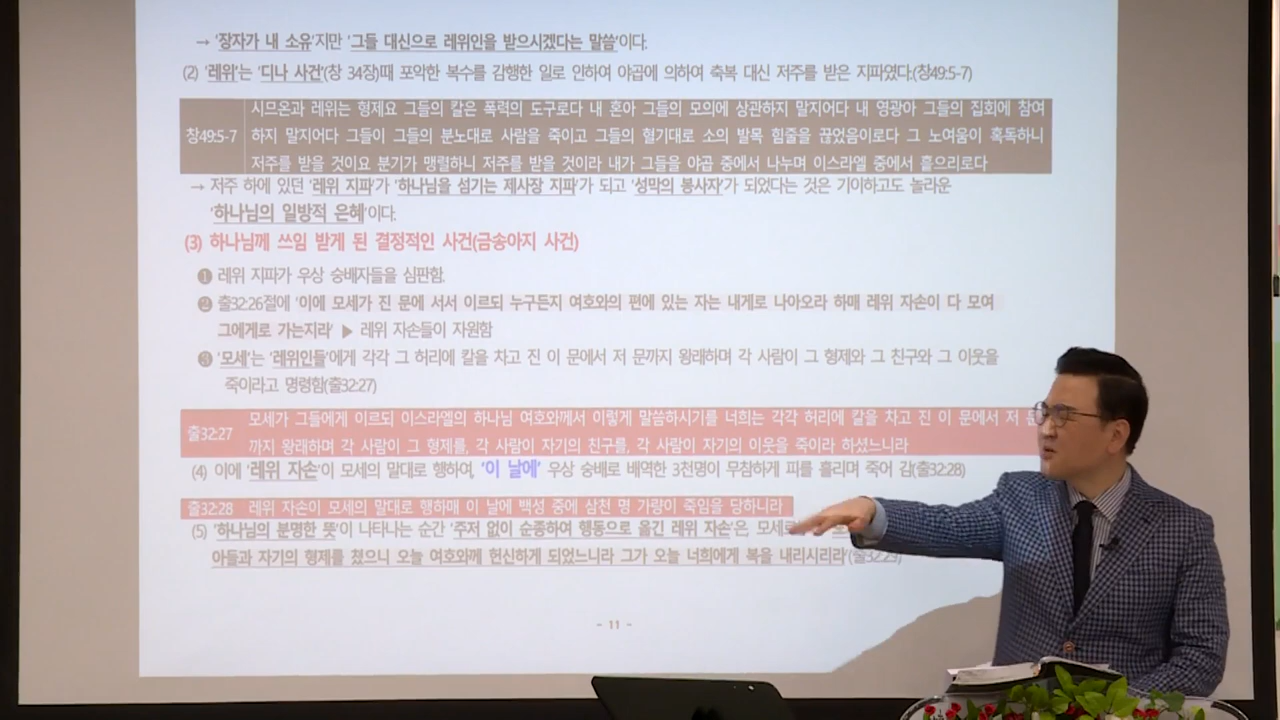 → '장자가 내 소유'지만 '그들 대신으로 레위인을 받으시겠다는 말씀'이다.
(2) '레위'는 '디나 사건'(창 34장)때 포악한 복수를 감행한 일로 인하여 야곱에 의하여 축복 대신 저주를 받은 지파였다.(창49:5-7)
시므온과 레위는 형제요 그들의 칼은 폭력의 도구로다 내 혼아 그들의 모의에 상관하지 말지어다 내 영광아 그들의 집회에 참여
창49:5-7 하지 말지어다 그들이 그들의 분노대로 사람을 죽이고 그들의 혈기대로 소의 발목 힘줄을 끊었음이로다 그 노여움이 혹독하니
저주를 받을 것이요 분기가 맹렬하니 저주를 받을 것이라 내가 그들을 야곱 중에서 나누며 이스라엘 중에서 흩으리로다
→ 저주 하에 있던 '레위 지파'가 '하나님을 섬기는 제사장 지파'가 되고 '성막의 봉사자'가 되었다는 것은 기이하고도 놀라운
'하나님의 일방적 은혜'이다.
(3) 하나님께 쓰임 받게 된 결정적인 사건(금송아지 사건)
❶ 레위 지파가 우상 숭배자들을 심판함.
❷ 출32:26절에 '이에 모세가 진 문에 서서 이르되 누구든지 여호와의 편에 있는 자는 내게로 나아오라 하매 레위 자손이 다 모여
그에게로 가는지라' ▶ 레위 자손들이 자원함
❸ '모세'는 '레위인들'에게 각각 그 허리에 칼을 차고 진 이 문에서 저 문까지 왕래하며 각 사람이 그 형제와 그 친구와 그 이웃을
죽이라고 명령함(출32:27)
출32:27 모세가 그들에게 이르되 이스라엘의 하나님 여호와께서 이렇게 말씀하시기를 너희는 각각 허리에 칼을 차고 진 이 문에서 저 문
까지 왕래하며 각 사람이 그 형제를, 각 사람이 자기의 친구를, 각 사람이 자기의 이웃을 죽이라 하셨느니라
(4) 이에 '레위 자손'이 모세의 말대로 행하여, '이 날에' 우상 숭배로 배역한 3천명이 무참하게 피를 흘리며 죽어 감(출32:28)
출32:28 레위 자손이 모세의 말대로 행하매 이 날에 백성 중에 삼천 명 가량이 죽임을 당하니라
(5) '하나님의 분명한 뜻'이 나타나는 순간 '주저 없이 순종하여 행동으로 옮긴 레위 자손'은 모세로
아들과 자기의 형제를 쳤으니 오늘 여호와께 헌신하게 되었느니라 그가 오늘 너희에게 복을 내리시리라'(출32:29)
- 11 -